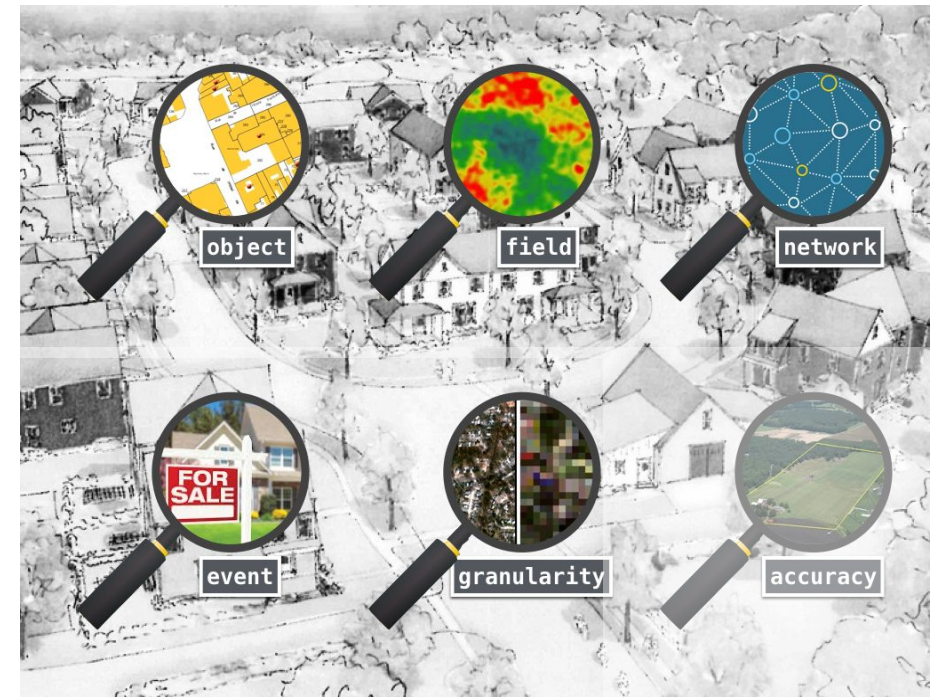 object
field
network
FOR
SALE
event
granularity
accuracy